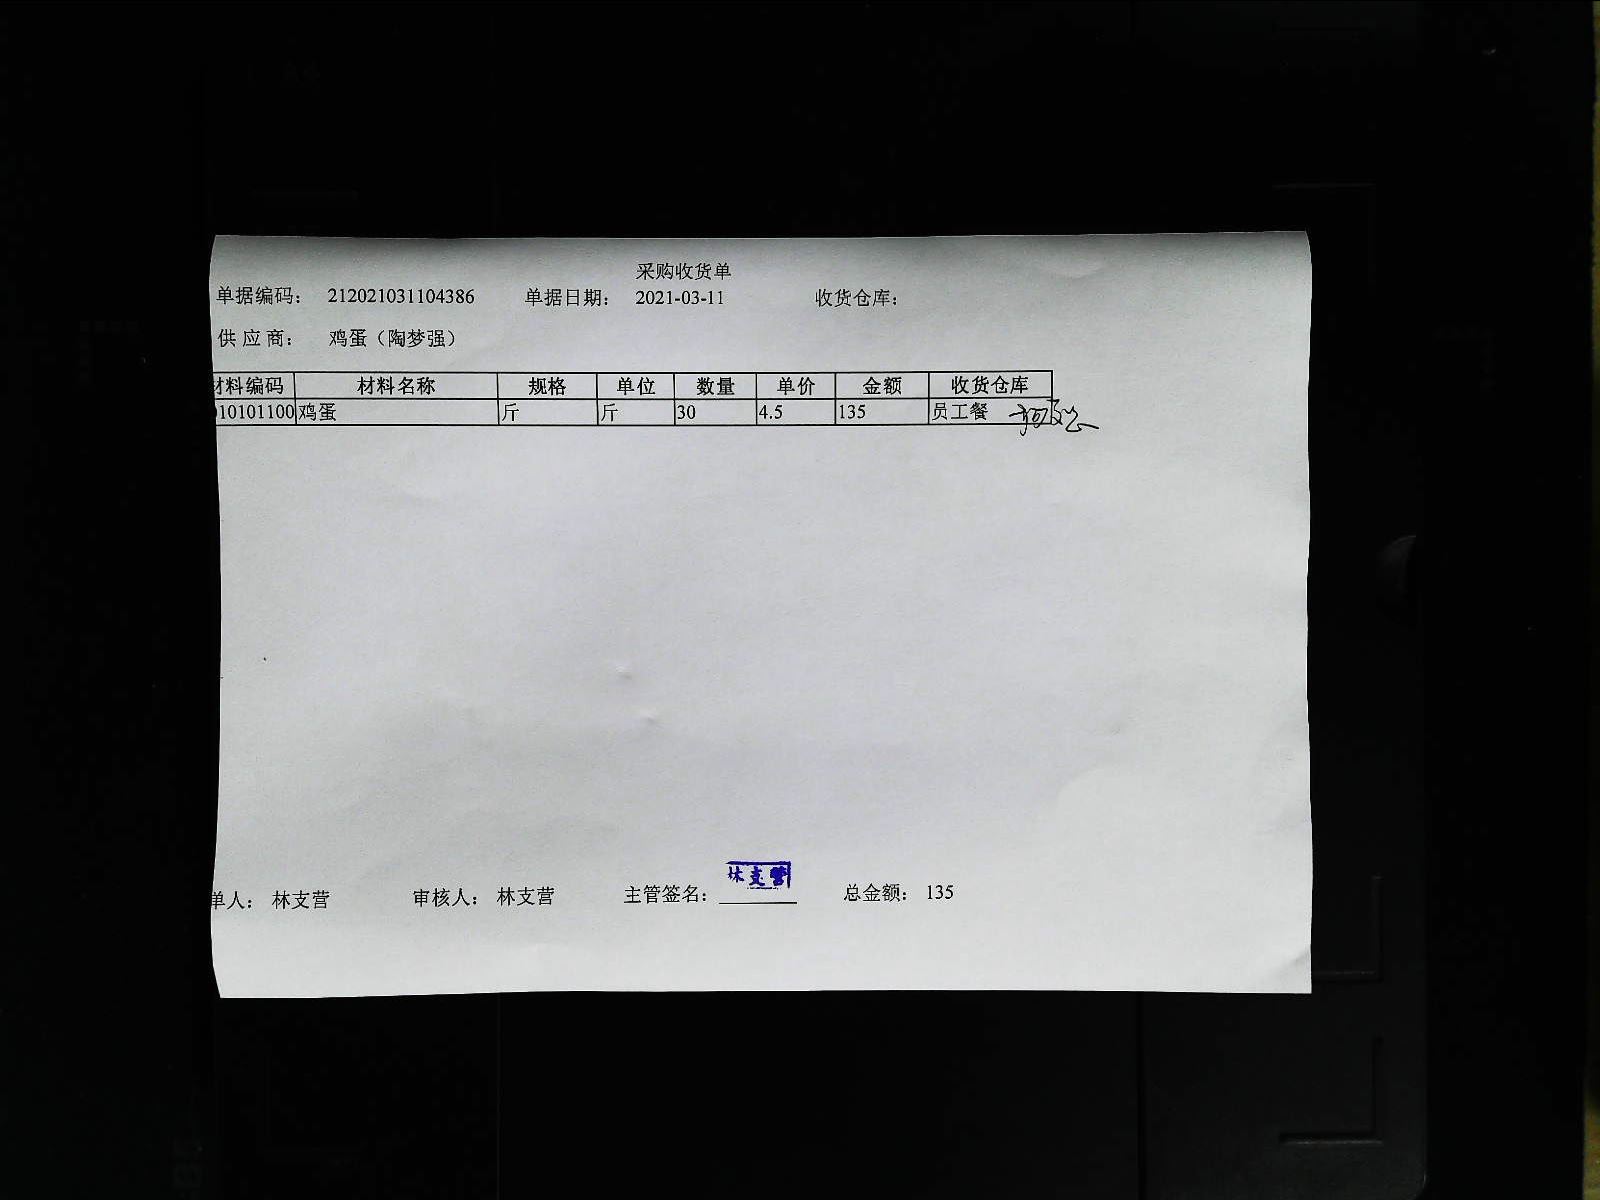 采购收货单
单据编码： 212021031104386 单据日期： 2021-03-11 收货仓库：
供应商： 鸡蛋（陶梦强）
材料编码 材料名称 规格 单位 数量 单价 金额 收货仓库
10101100 鸡蛋 斤 斤 30 4.5 135 员工餐
单人： 林支营 审核人： 林支营 主管签名： 林支营 总金额： 135